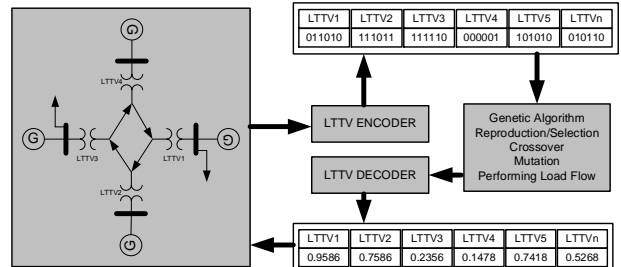 G
LTTV4
G
LTTV3
LTTV1
G
LTTV2
G
LTTV1 LTTV2 LTTV3 LTTV4 LTTV5 LTTVn
011010 111011 111110 000001 101010 010110
LTTV ENCODER
Genetic Algorithm
Reproduction/Selection
Crossover
Mutation
Performing Load Flow
LTTV DECODER
LTTV1 LTTV2 LTTV3 LTTV4 LTTV5 LTTVn
0.9586 0.7586 0.2356 0.1478 0.7418 0.5268